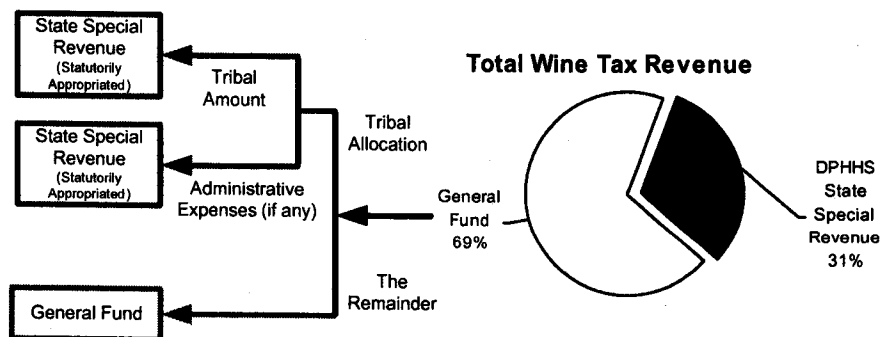 State Special
Revenue
(Statutorily
Appropriated)
Tribal
Amount
State Special
Revenue
(Statutorily
Appropriated)
Administrative
Expenses (if any)
Tribal
Allocation
The
Remainder
General Fund
Total Wine Tax Revenue
General
Fund
69%
DPHHS
State
Special
Revenue
31%